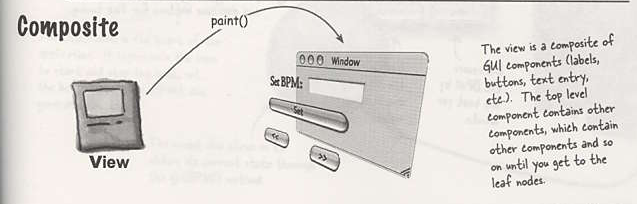 Composite
paint()
Window
Set BPM:
Set
<<
>>
View
The view is a composite of
GUI components (labels,
buttons, text entry,
etc.). The top level
component contains other
components, which contain
other components and so
on until you get to the
leaf nodes.